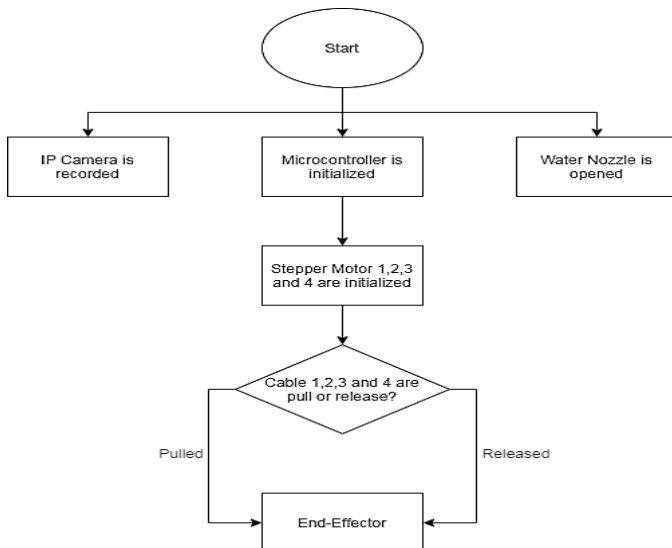 Start
IP Camera is
recorded
Microcontroller is
initialized
Water Nozzle is
opened
Stepper Motor 1,2,3
and 4 are initialized
Cable 1,2,3 and 4 are
pull or release?
Pulled
Released
End-Effector